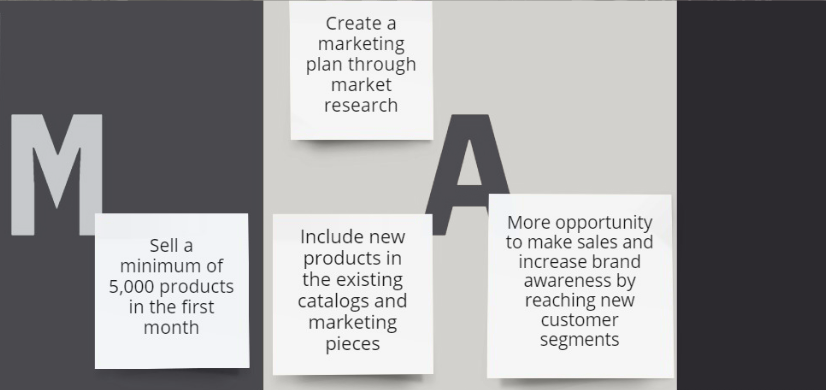 Create a
marketing
plan through
market
research
M
A
Sell a
minimum of
5,000 products
in the first
month
Include new
products in
the existing
catalogs and
marketing
pieces
More opportunity
to make sales and
increase brand
awareness by
reaching new
customer
segments